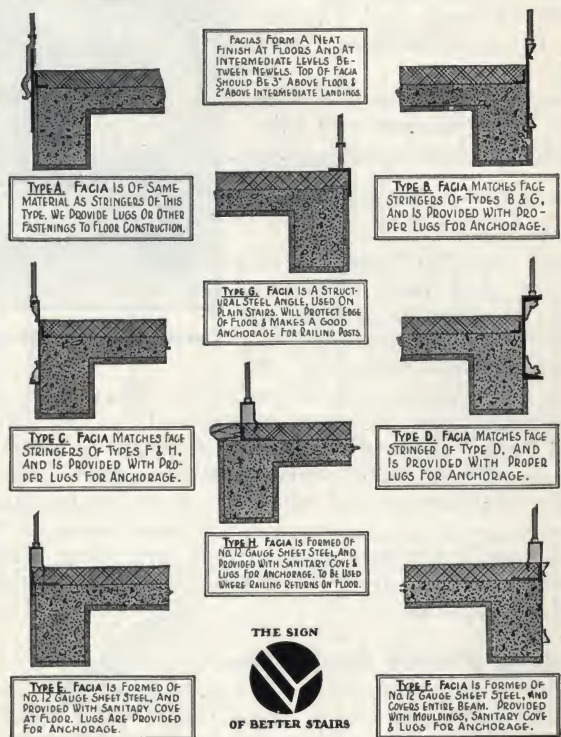 FACIAS FORM A NEAT
FINISH AT FLOORS AND AT
INTERMEDIATE LEVELS BE-
TWEEN NEWELS. TOP OF FACIA
SHOULD BE 3" ABOVE FLOOR &
2" ABOVE INTERMEDIATE LANDINGS.
TYPE A. FACIA IS OF SAME
MATERIAL AS STRINGERS OF THIS
TYPE. WE PROVIDE LUGS OR OTHER
FASTENINGS TO FLOOR CONSTRUCTION.
TYPE B. FACIA MATCHES FACE
STRINGERS OF TYPES B & G,
AND IS PROVIDED WITH PRO-
PER LUGS FOR ANCHORAGE.
TYPE G. FACIA IS A STRUCT-
URAL STEEL ANGLE, USED ON
PLAIN STAIRS. WILL PROTECT EDGE
OF FLOOR & MAKES A GOOD
ANCHORAGE FOR RAILING POSTS.
TYPE C. FACIA MATCHES FACE
STRINGERS OF TYPES F & H,
AND IS PROVIDED WITH PRO-
PER LUGS FOR ANCHORAGE.
TYPE D. FACIA MATCHES FACE
STRINGER OF TYPE D, AND
IS PROVIDED WITH PROPER
LUGS FOR ANCHORAGE.
TYPE H. FACIA IS FORMED OF
NO. 12 GAUGE SHEET STEEL, AND
PROVIDED WITH SANITARY COVE &
LUGS FOR ANCHORAGE. TO BE USED
WHERE RAILING RETURNS ON FLOOR.
TYPE E. FACIA IS FORMED OF
NO. 12 GAUGE SHEET STEEL, AND
PROVIDED WITH SANITARY COVE
AT FLOOR. LUGS ARE PROVIDED
FOR ANCHORAGE.
THE SIGN
OF BETTER STAIRS
TYPE F. FACIA IS FORMED OF
NO. 12 GAUGE SHEET STEEL, AND
COVERS ENTIRE BEAM. PROVIDED
WITH MOULDINGS, SANITARY COVE
& LUGS FOR ANCHORAGE.